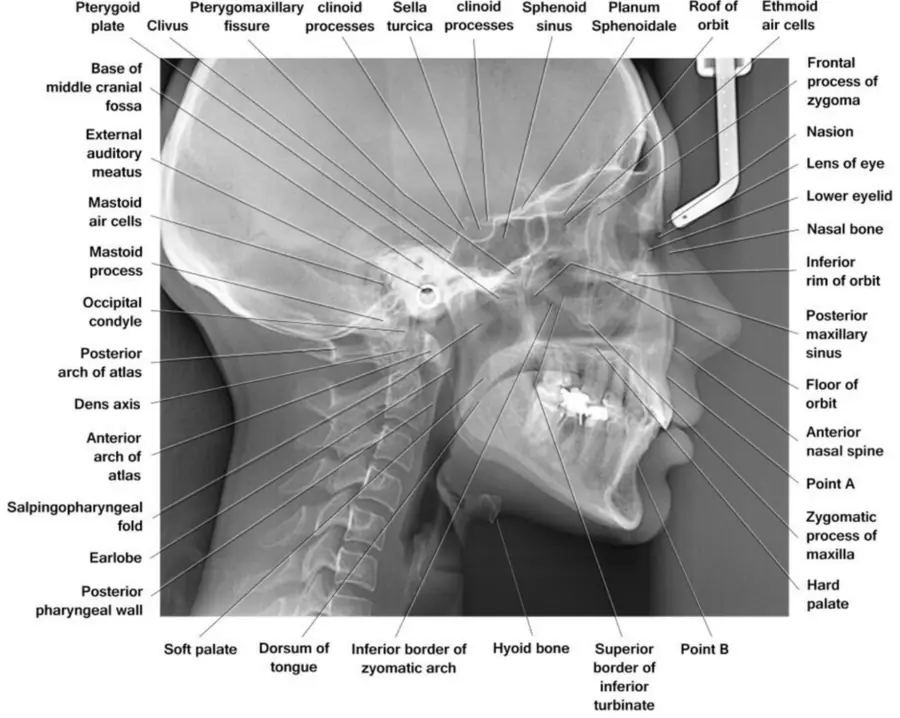 Pterygoid
plate
Clivus
Pterygomaxillary
fissure
clinoid
processes
Sella
turcica
clinoid
processes
Sphenoid
sinus
Planum
Sphenoidale
Roof of
orbit
Ethmoid
air cells
Base of
middle cranial
fossa
External
auditory
meatus
Mastoid
air cells
Mastoid
process
Occipital
condyle
Posterior
arch of atlas
Dens axis
Anterior
arch of
atlas
Salpingopharyngeal
fold
Earlobe
Posterior
pharyngeal wall
Frontal
process of
zygoma
Nasion
Lens of eye
Lower eyelid
Nasal bone
Inferior
rim of orbit
Posterior
maxillary
sinus
Floor of
orbit
Anterior
nasal spine
Point A
Zygomatic
process of
maxilla
Hard
palate
Soft palate
Dorsum of
tongue
Inferior border of
zyomatic arch
Hyoid bone
Superior
border of
inferior
turbinate
Point B